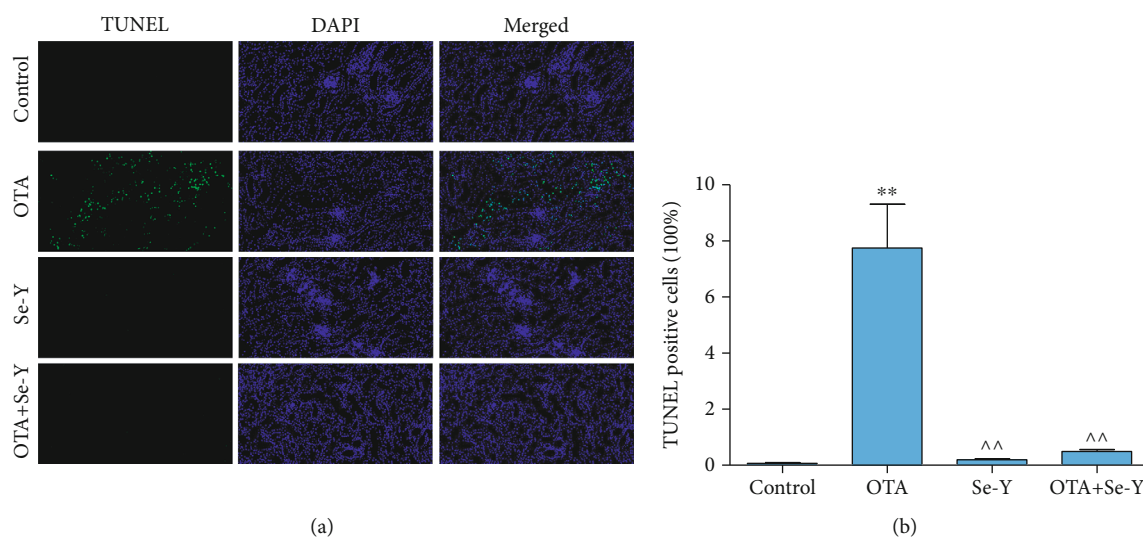 TUNEL DAPI Merged
Control
OTA
Se-Y
OTA+Se-Y
(a)
TUNEL positive cells (100%)
10
8
6
4
2
0
**
^^
^^
Control OTA Se-Y OTA+Se-Y
(b)